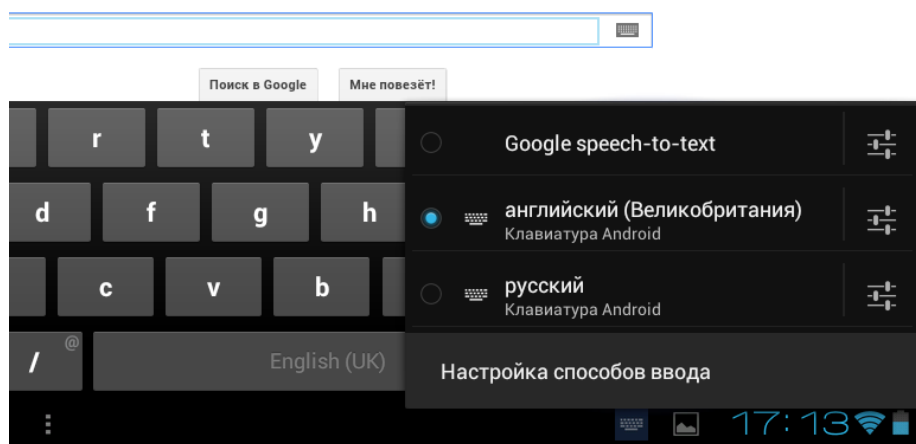 Поиск в Google Мне повезёт!
r t y
Google speech-to-text
d f g h
английский (Великобритания)
Клавиатура Android
c v b
русский
Клавиатура Android
/ @ English (UK)
Настройка способов ввода
17:13